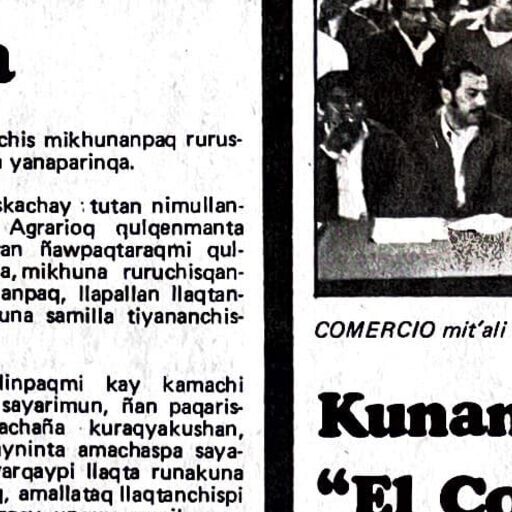 chis mikhunanpaq rurus-
yanaparinqa.
skachay : tutan nimullan-
Agrarioq qulqenmanta
an ñawpaqtaraqmi qul-
a, mikhuna ruruchisqan-
anpaq, llapallan llaqtan-
una samilla tiyananchis-
linpaqmi kay kamachi
sayarimun, ñan paqaris-
achaña kuraqyakushan,
yninta amachaspa saya-
arqaypi llaqta runakuna
, amallataq llaqtanchispi
COMERCIO mit'ali
Kunan
“El Co